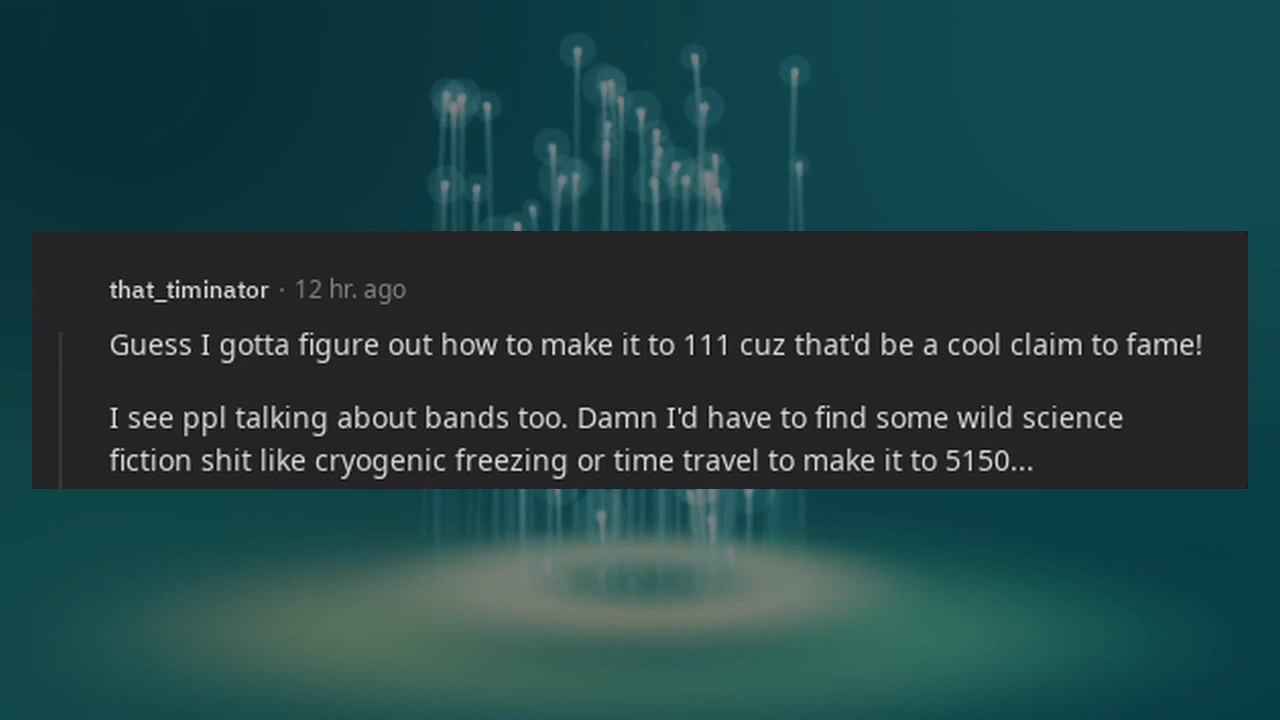 that_timinator · 12 hr. ago
Guess I gotta figure out how to make it to 111 cuz that'd be a cool claim to fame!
I see ppl talking about bands too. Damn I'd have to find some wild science
fiction shit like cryogenic freezing or time travel to make it to 5150...